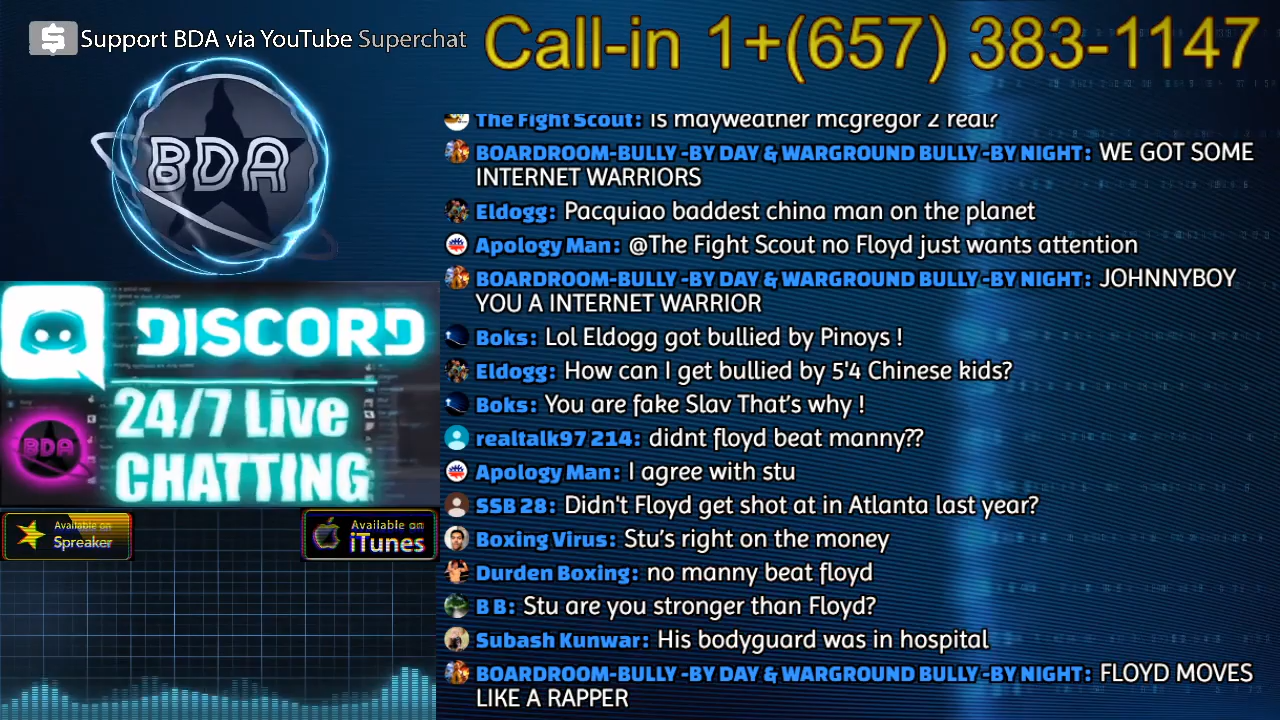 Support BDA via YouTube Superchat
Call-in 1+(657) 383-1147
BDA
DISCORD
24/7 Live
CHATTING
BDA
Available on
Spreaker
Available on
iTunes
The Fight Scout: Is mayweather mcgregor 2 real?
BOARDROOM-BULLY -BY DAY & WARGROUND BULLY -BY NIGHT: WE GOT SOME
INTERNET WARRIORS
Eldogg: Pacquiao baddest china man on the planet
Apology Man: @The Fight Scout no Floyd just wants attention
BOARDROOM-BULLY -BY DAY & WARGROUND BULLY -BY NIGHT: JOHNNYBOY
YOU A INTERNET WARRIOR
Boks: Lol Eldogg got bullied by Pinoys !
Eldogg: How can I get bullied by 5'4 Chinese kids?
Boks: You are fake Slav That's why !
realtalk97 214: didnt floyd beat manny??
Apology Man: I agree with stu
SSB 28: Didn't Floyd get shot at in Atlanta last year?
Boxing Virus: Stu's right on the money
Durden Boxing: no manny beat floyd
B B: Stu are you stronger than Floyd?
Subash Kunwar: His bodyguard was in hospital
BOARDROOM-BULLY -BY DAY & WARGROUND BULLY -BY NIGHT: FLOYD MOVES
LIKE A RAPPER